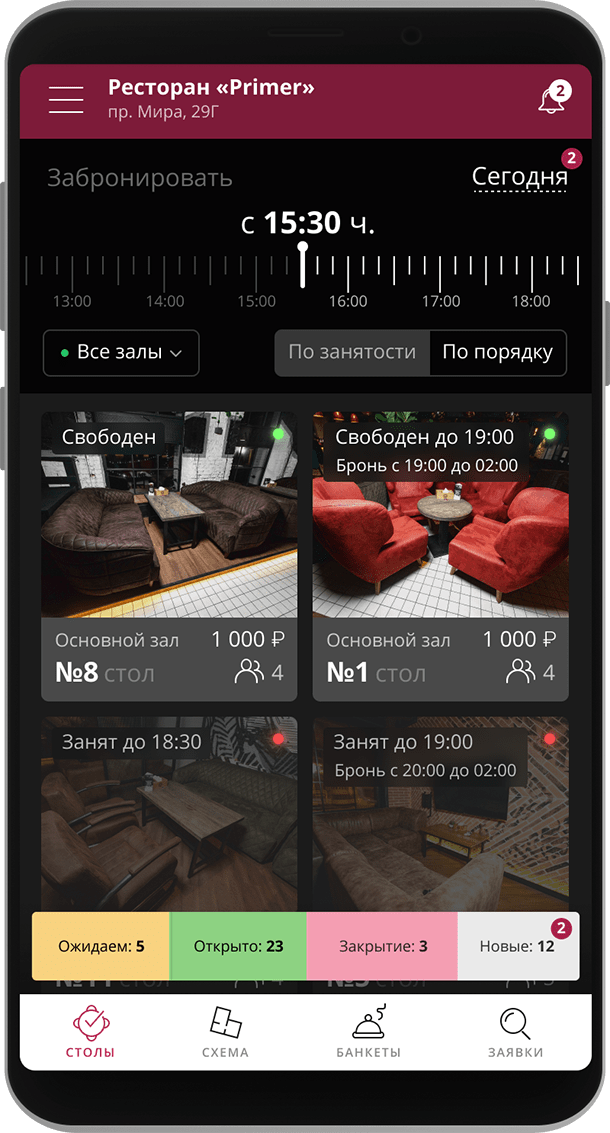 Ресторан «Primer»
пр. Мира, 29Г
2
Забронировать
Сегодня
2
с 15:30 ч.
13:00 14:00 15:00 16:00 17:00 18:00
Все залы
По занятости
По порядку
Свободен
Основной зал 1 000 ₽
№8 стол 4
Свободен до 19:00
Бронь с 19:00 до 02:00
Основной зал 1 000 ₽
№1 стол 4
Занят до 18:30
Занят до 19:00
Бронь с 20:00 до 02:00
Ожидаем: 5
Открыто: 23
Закрытие: 3
Новые: 12
2
СТОЛЫ
СХЕМА
БАНКЕТЫ
ЗАЯВКИ